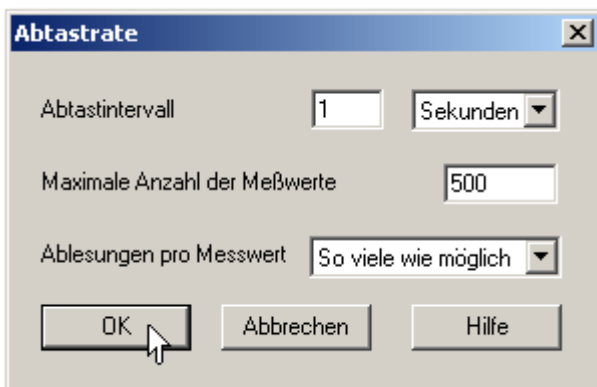 Abtastrate
Abtastintervall 1 Sekunden
Maximale Anzahl der Meßwerte 500
Ablesungen pro Messwert So viele wie möglich
OK Abbrechen Hilfe